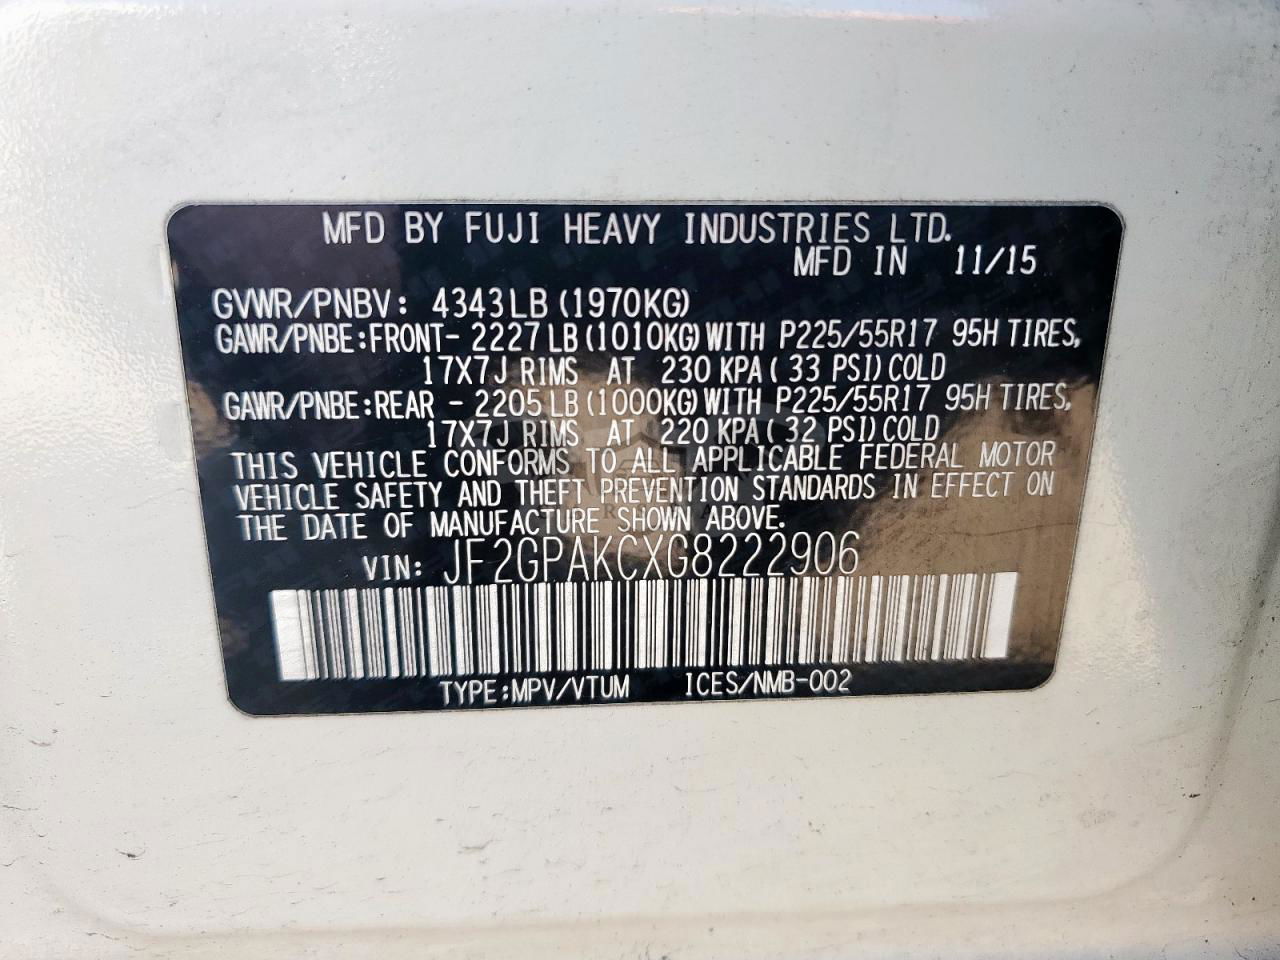 MFD BY FUJI HEAVY INDUSTRIES LTD.
MFD IN 11/15
GVWR/PNBV: 4343LB (1970KG)
GAWR/PNBE:FRONT- 2227 LB (1010KG) WITH P225/55R17 95H TIRES,
17X7J RIMS AT 230 KPA ( 33 PSI) COLD
GAWR/PNBE:REAR - 2205 LB (1000KG) WITH P225/55R17 95H TIRES,
17X7J RIMS AT 220 KPA ( 32 PSI) COLD
THIS VEHICLE CONFORMS TO ALL APPLICABLE FEDERAL MOTOR
VEHICLE SAFETY AND THEFT PREVENTION STANDARDS IN EFFECT ON
THE DATE OF MANUFACTURE SHOWN ABOVE.
VIN: JF2GPAKCXG8222906
TYPE:MPV/VTUM ICES/NMB-002